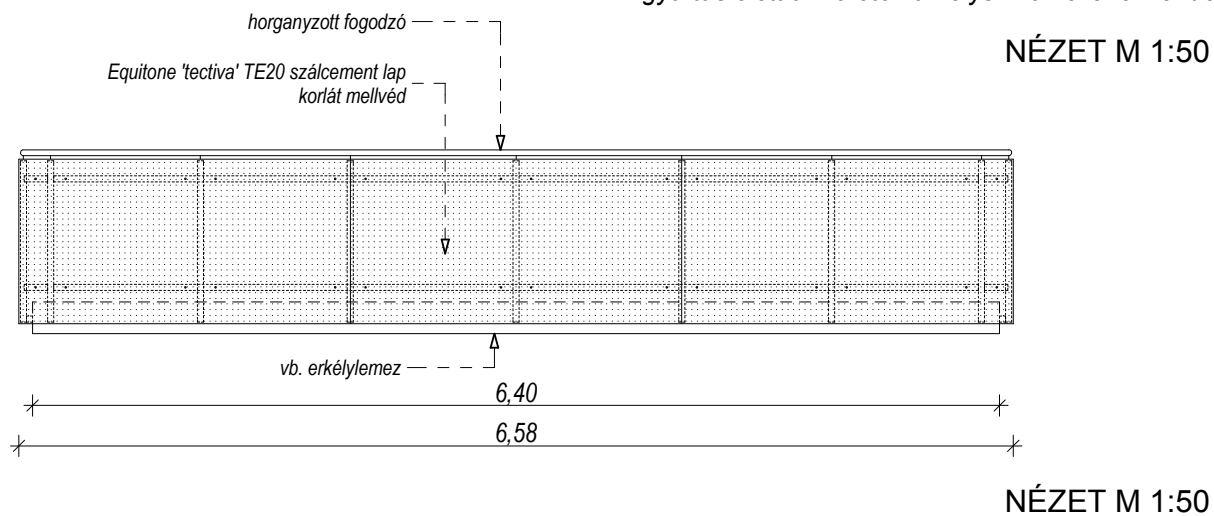 horganyzott fogodzó
NÉZET M 1:50
Equitone 'tectiva' TE20 szálcement lap
korlát mellvéd
vb. erkélylemez
6,40
6,58
NÉZET M 1:50